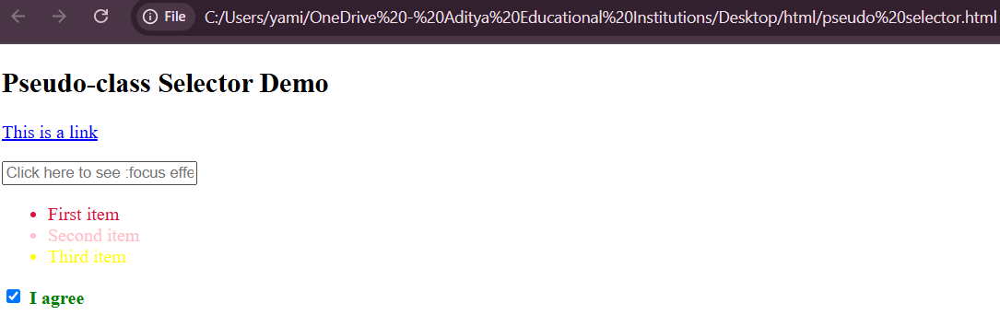 File C:/Users/yami/OneDrive%20-%20Aditya%20Educational%20Institutions/Desktop/html/pseudo%20selector.html
Pseudo-class Selector Demo
This is a link
Click here to see :focus effe
First item
Second item
Third item
I agree